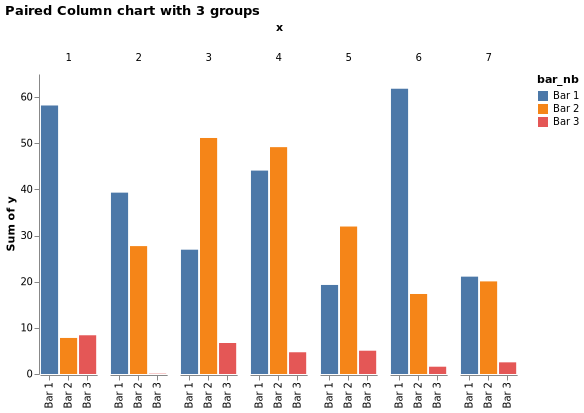 Paired Column chart with 3 groups
x
1 2 3 4 5 6 7
bar_nb
Bar 1
Bar 2
Bar 3
Sum of y
60
50
40
30
20
10
0
Bar 1 Bar 2 Bar 3 Bar 1 Bar 2 Bar 3 Bar 1 Bar 2 Bar 3 Bar 1 Bar 2 Bar 3 Bar 1 Bar 2 Bar 3 Bar 1 Bar 2 Bar 3 Bar 1 Bar 2 Bar 3